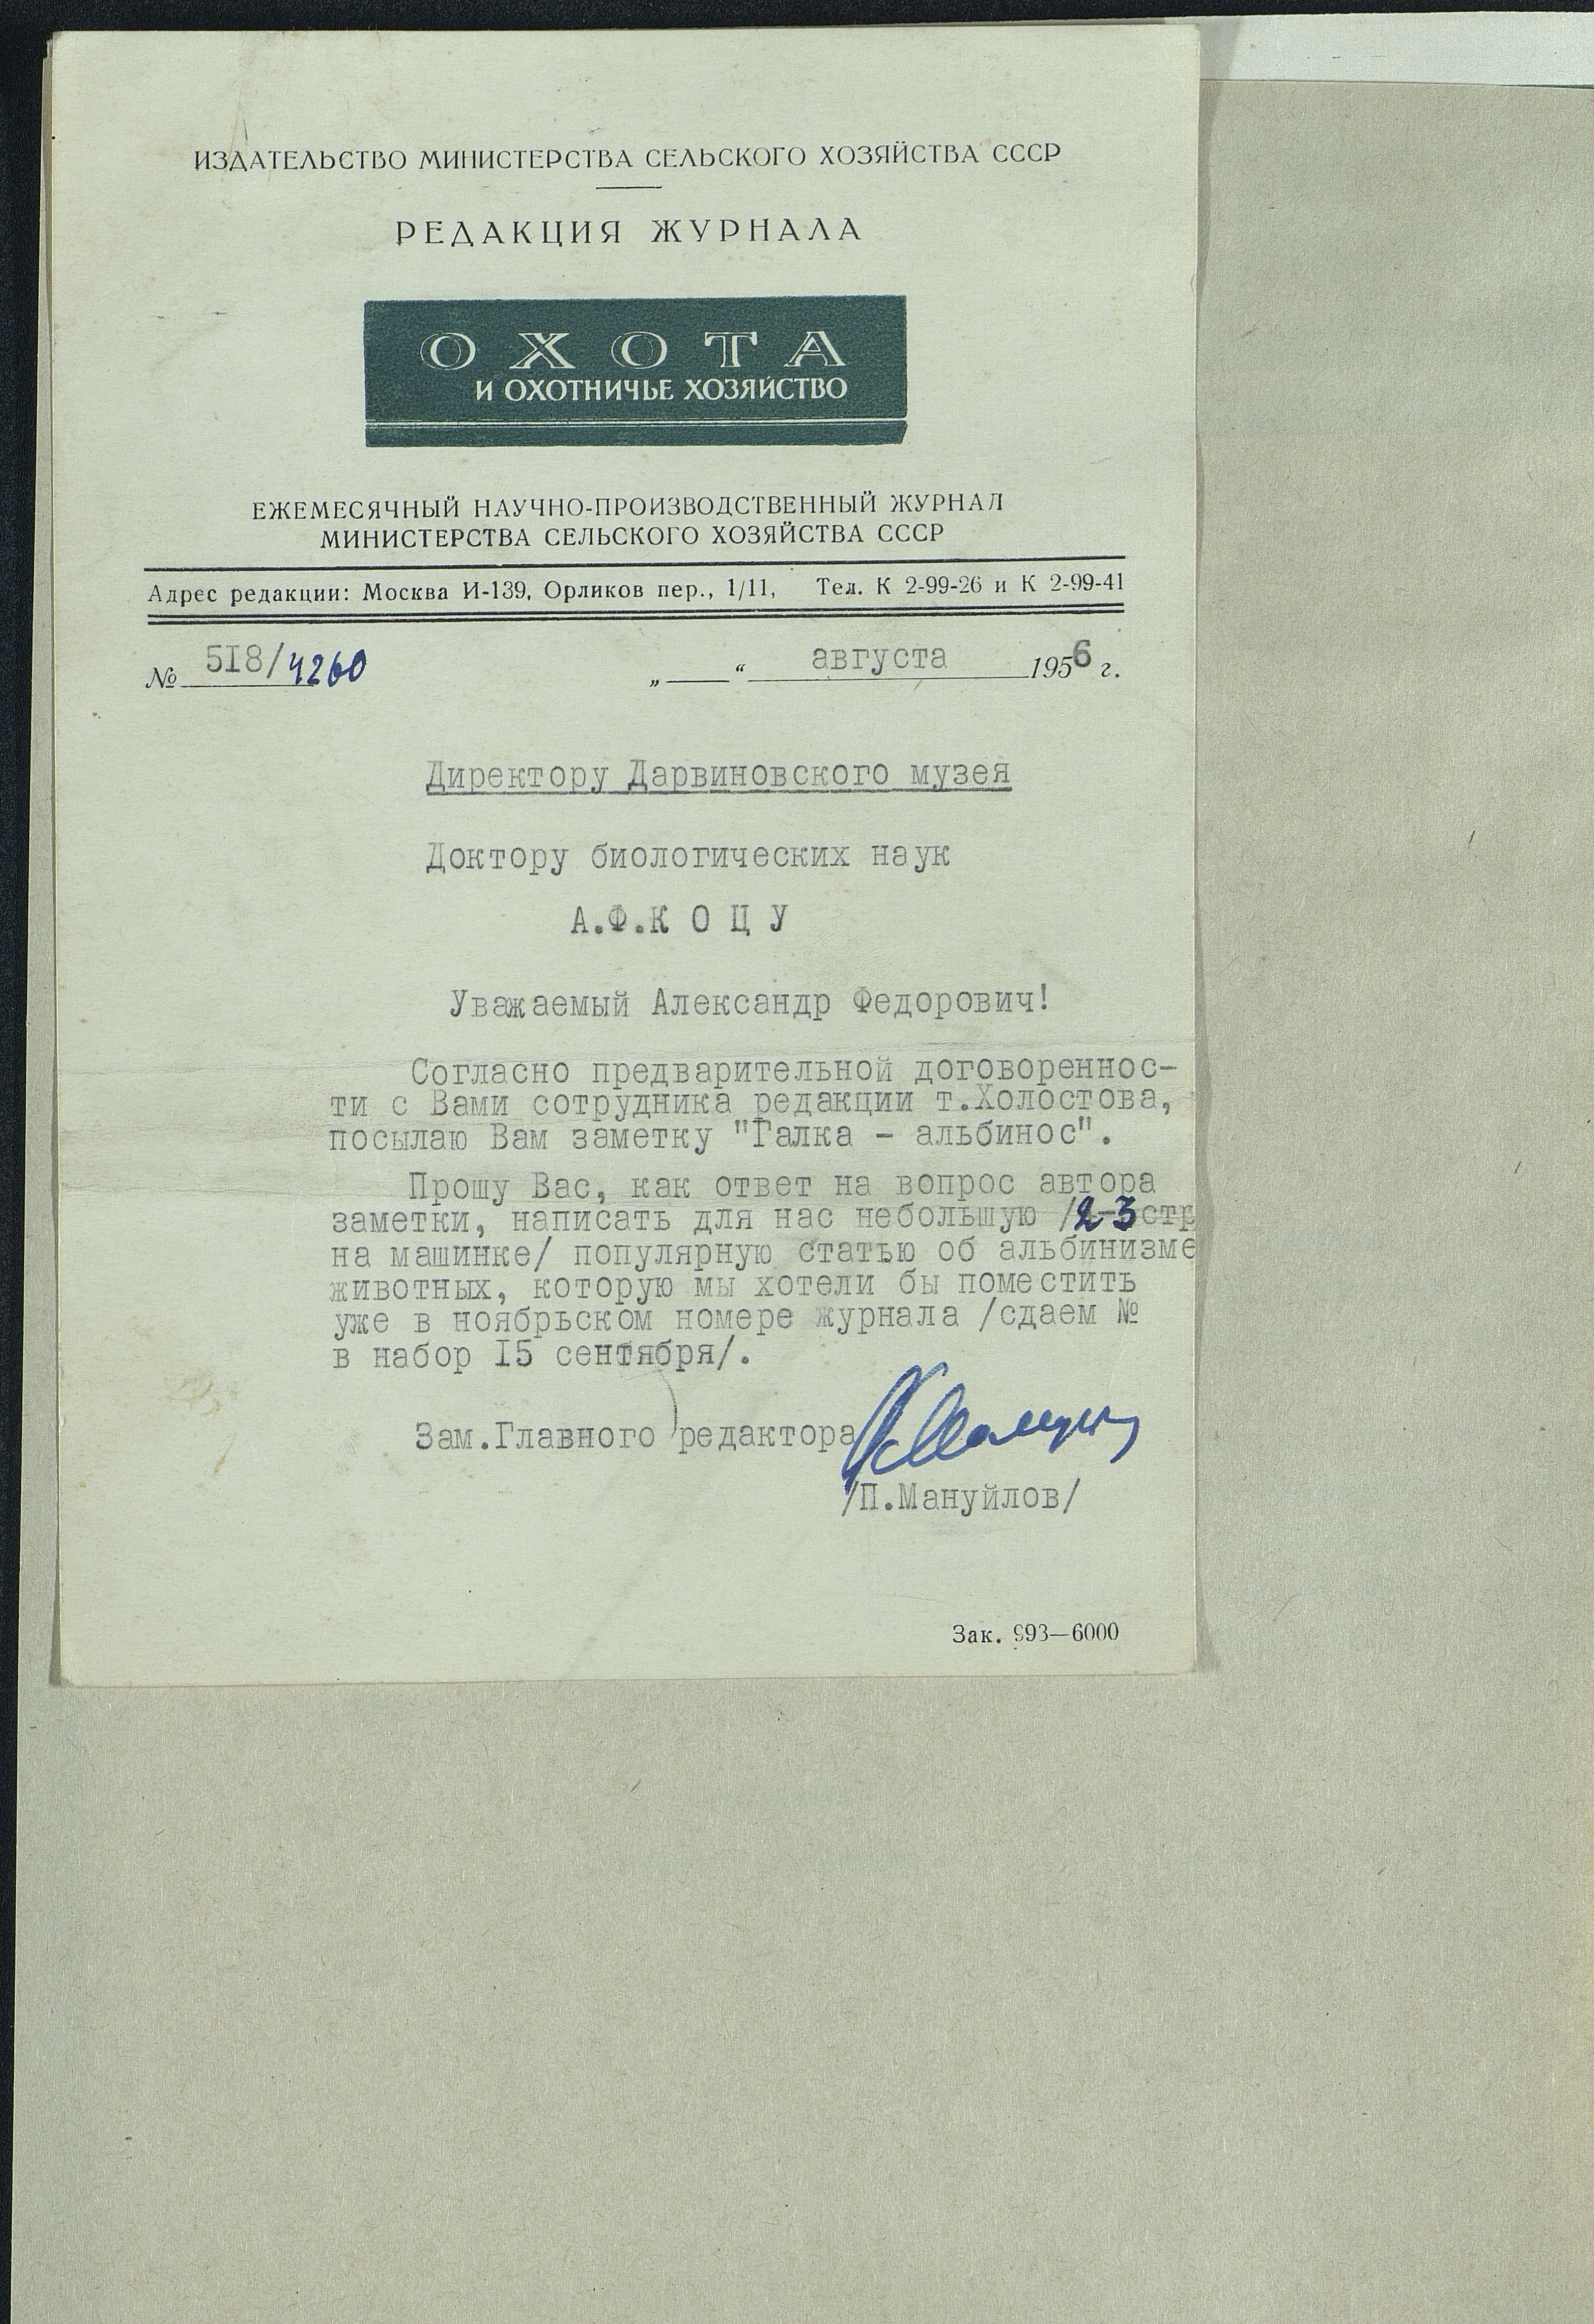 ИЗДАТЕЛЬСТВО МИНИСТЕРСТВА СЕЛЬСКОГО ХОЗЯЙСТВА СССР
РЕДАКЦИЯ ЖУРНАЛА
ОХОТА
И ОХОТНИЧЬЕ ХОЗЯЙСТВО
ЕЖЕМЕСЯЧНЫЙ НАУЧНО-ПРОИЗВОДСТВЕННЫЙ ЖУРНАЛ
МИНИСТЕРСТВА СЕЛЬСКОГО ХОЗЯЙСТВА СССР
Адрес редакции: Москва И-139, Орликов пер., 1/11, Тел. К 2-99-26 и К 2-99-41
№ 5I8/4260 „ “ августа 1956 г.
Директору Дарвиновского музея
Доктору биологических наук
А.Ф.К О Ц У
Уважаемый Александр Федорович!
Согласно предварительной договореннос-
ти с Вами сотрудника редакции т.Холостова,
посылаю Вам заметку "Галка - альбинос".
Прошу Вас, как ответ на вопрос автора
заметки, написать для нас небольшую /2-3 стр
на машинке/ популярную статью об альбинизме
животных, которую мы хотели бы поместить
уже в ноябрьском номере журнала /сдаем №
в набор I5 сентября/.
Зам.Главного редактора
/П.Мануйлов/
Зак. 993—6000